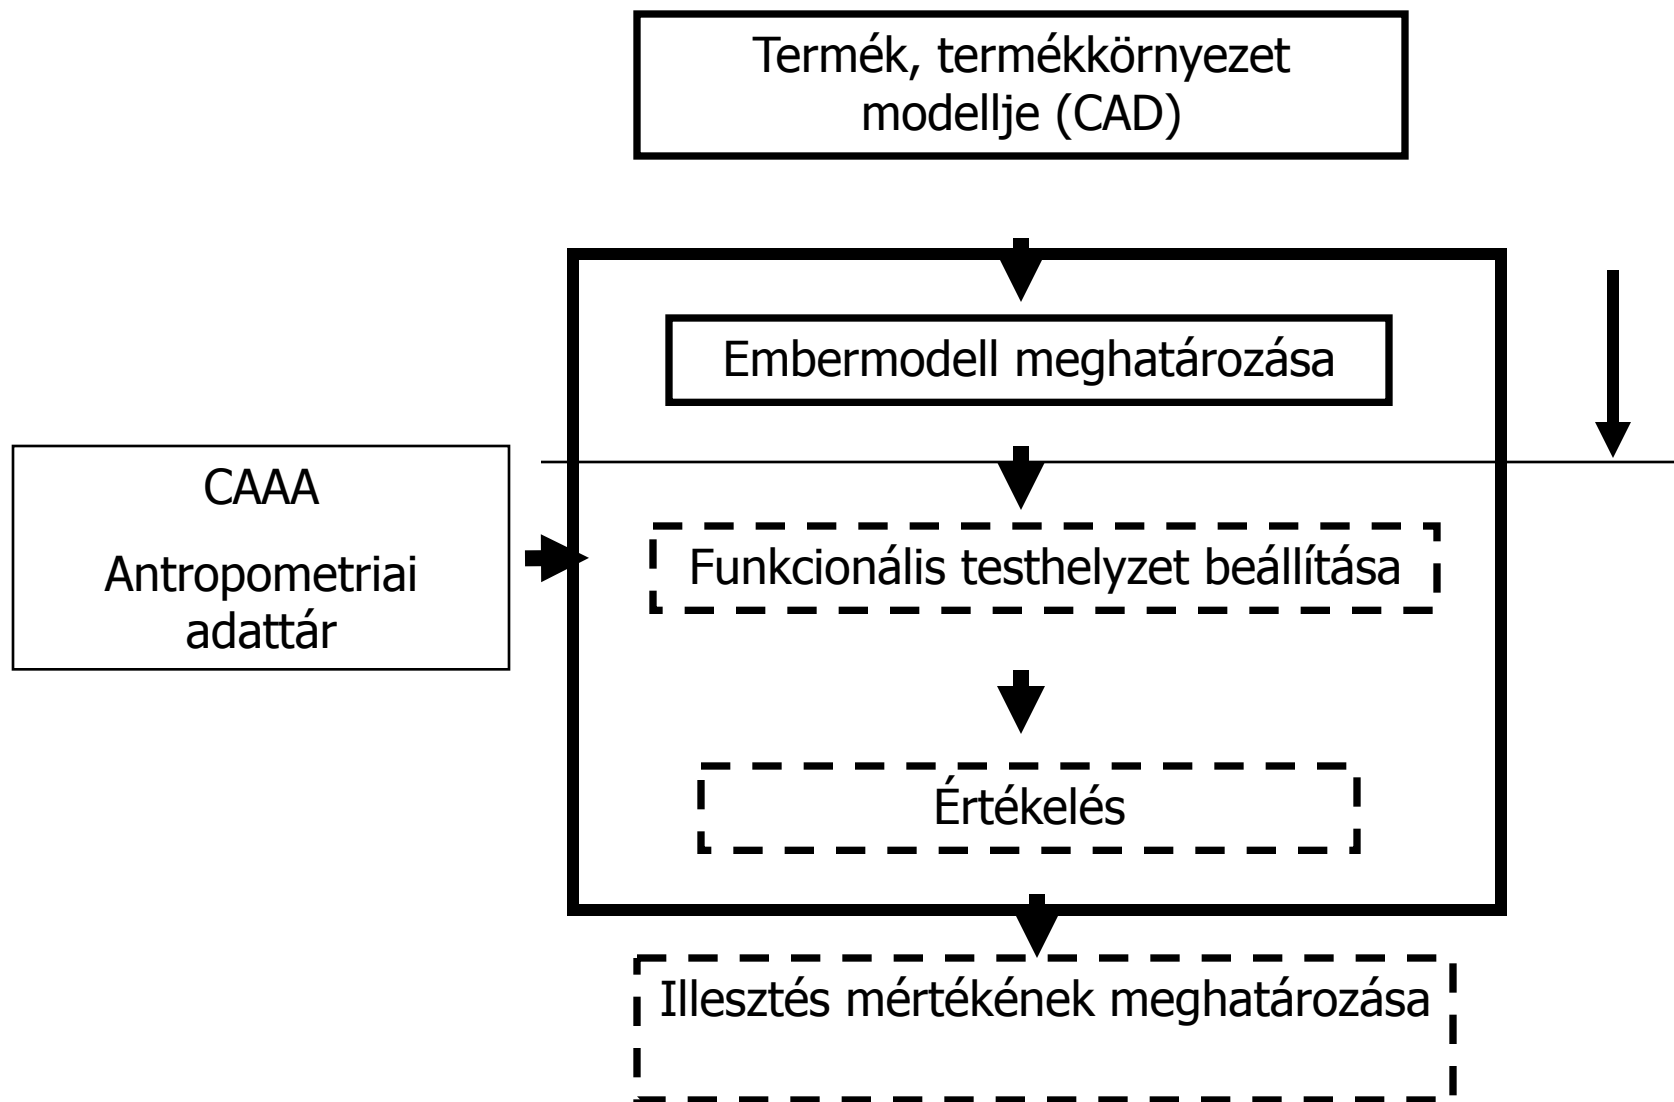 Termék, termékkörnyezet
modellje (CAD)
Embermodell meghatározása
CAAA
Antropometriai
adattár
Funkcionális testhelyzet beállítása
Értékelés
Illesztés mértékének meghatározása